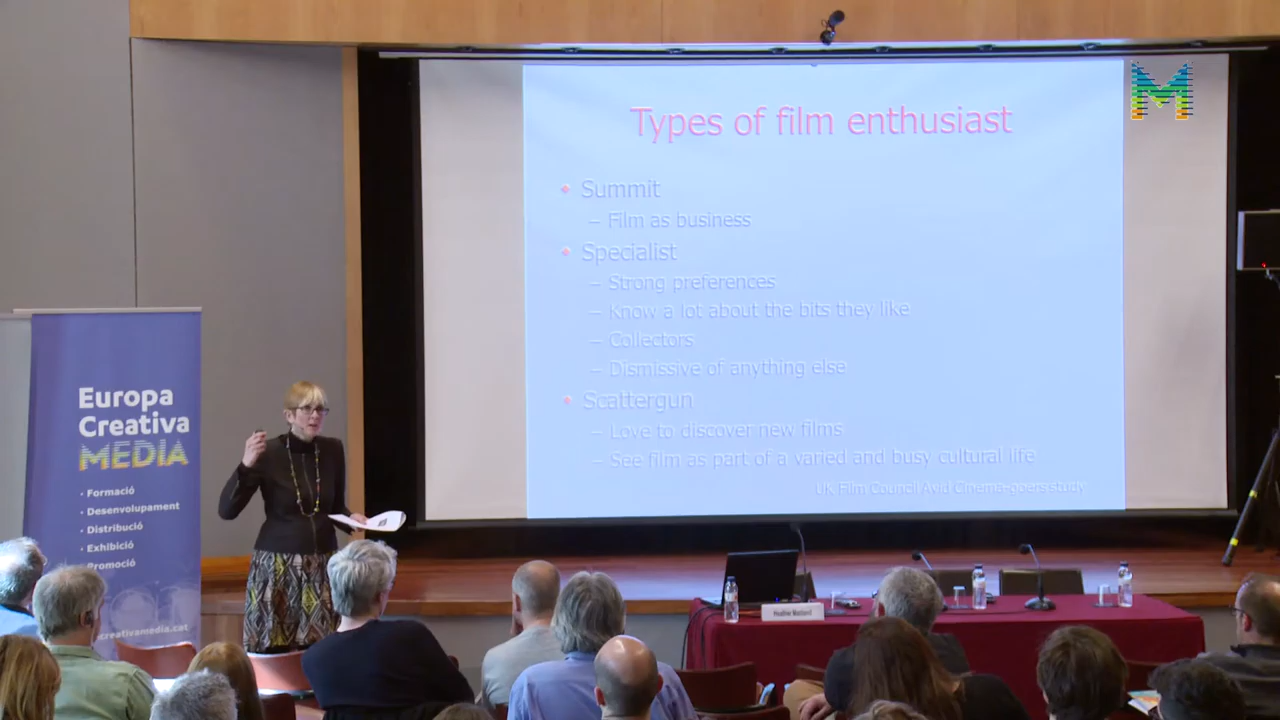 Types of film enthusiast
• Summit
– Film as business
• Specialist
– Strong preferences
– Know a lot about the bits they like
– Collectors
– Dismissive of anything else
• Scattergun
– Love to discover new films
– See film as part of a varied and busy cultural life
UK Film Council Avid Cinema-goers study
M
Europa
Creativa
MEDIA
· Formació
· Desenvolupament
· Distribució
· Exhibició
Promoció
creativamedia.cat